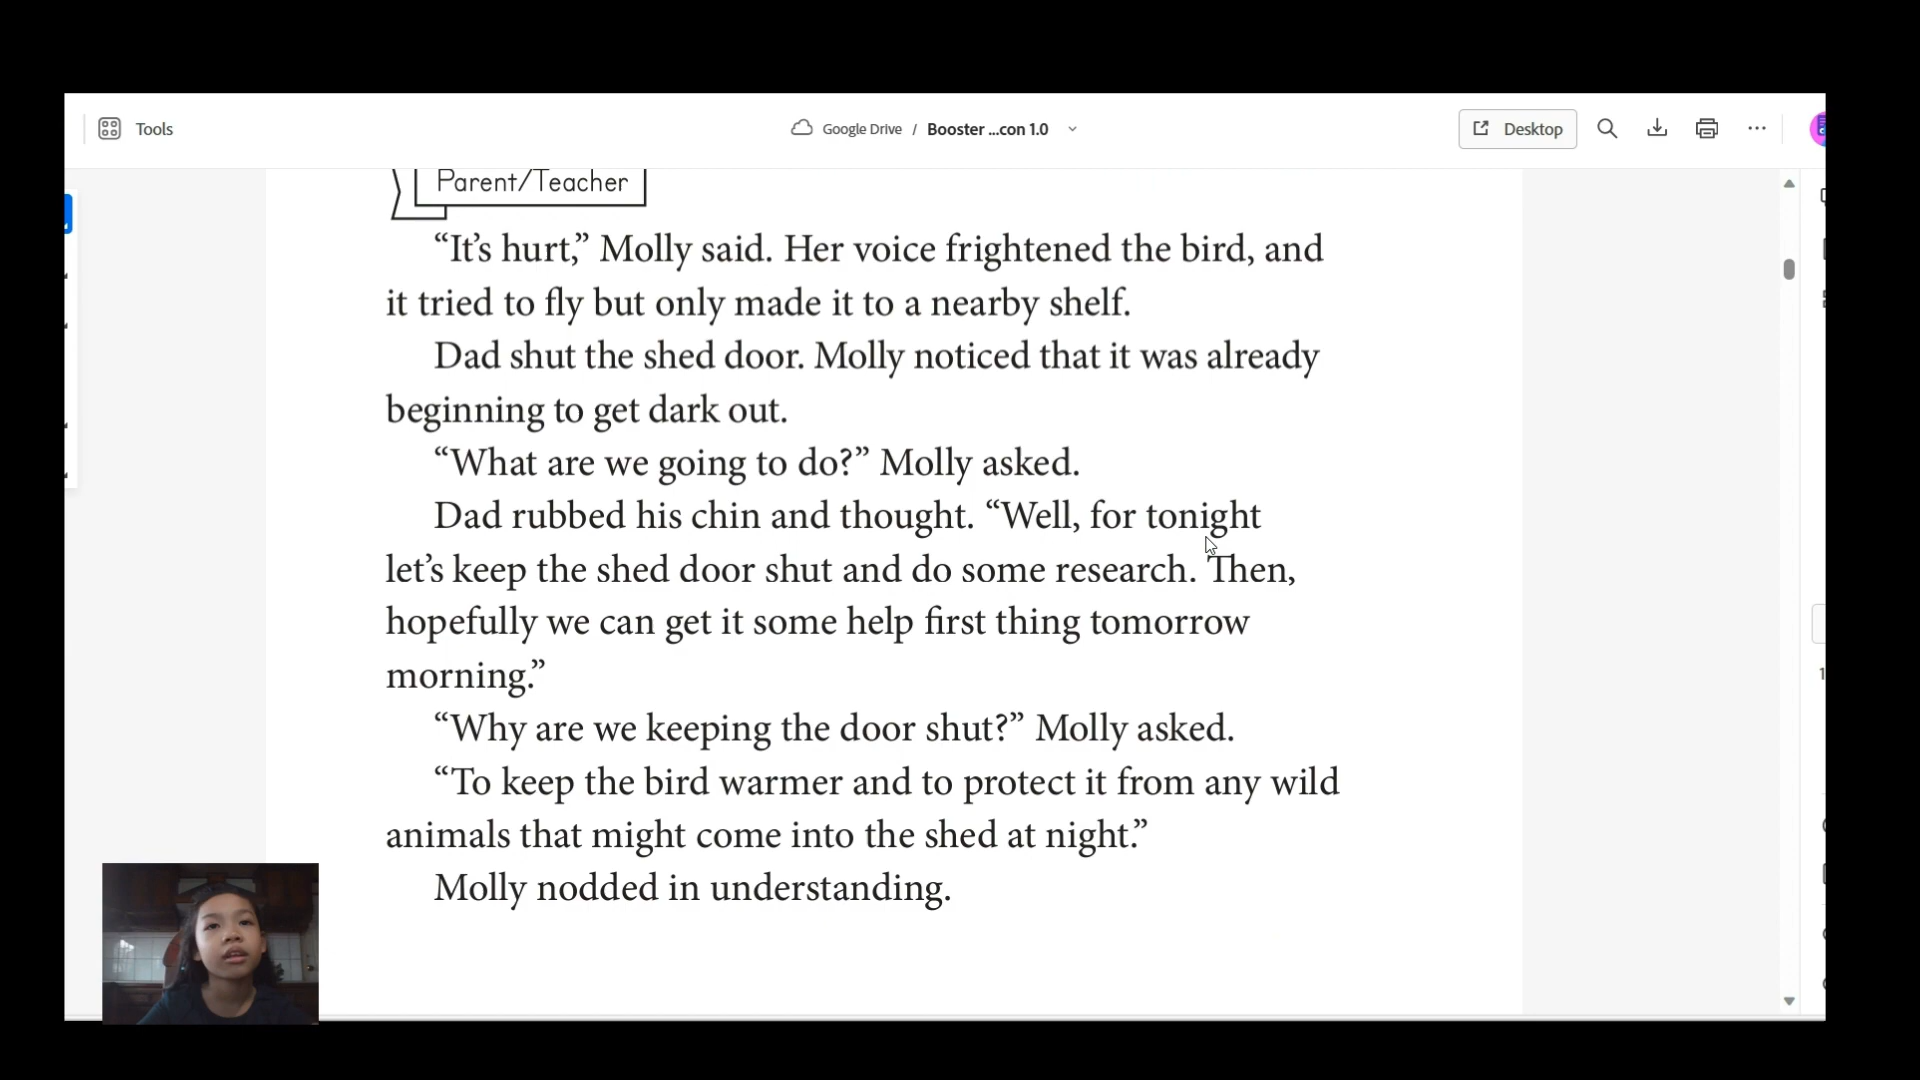 Tools
Google Drive / Booster ...con 1.0
Desktop
Parent/Teacher
“It’s hurt,” Molly said. Her voice frightened the bird, and
it tried to fly but only made it to a nearby shelf.
Dad shut the shed door. Molly noticed that it was already
beginning to get dark out.
“What are we going to do?” Molly asked.
Dad rubbed his chin and thought. “Well, for tonight
let’s keep the shed door shut and do some research. Then,
hopefully we can get it some help first thing tomorrow
morning.”
“Why are we keeping the door shut?” Molly asked.
“To keep the bird warmer and to protect it from any wild
animals that might come into the shed at night.”
Molly nodded in understanding.